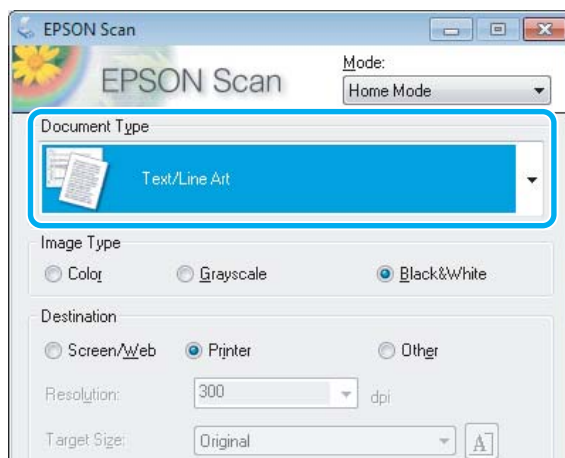 EPSON Scan
EPSON Scan
Mode:
Home Mode
Document Type
Text/Line Art
Image Type
Color
Grayscale
Black&White
Destination
Screen/Web
Printer
Other
Resolution:
300
dpi
Target Size:
Original
A